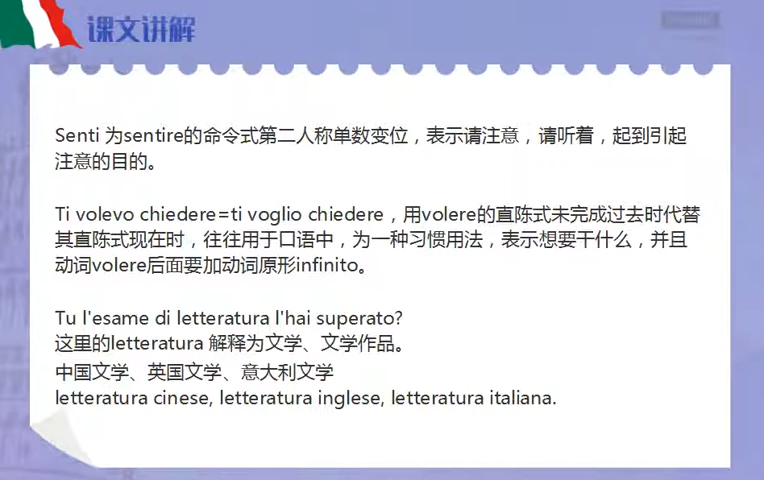 课文讲解
Senti 为sentire的命令式第二人称单数变位，表示请注意，请听着，起到引起
注意的目的。
Ti volevo chiedere=ti voglio chiedere，用volere的直陈式未完成过去时代替
其直陈式现在时，往往用于口语中，为一种习惯用法，表示想要干什么，并且
动词volere后面要加动词原形infinito。
Tu l'esame di letteratura l'hai superato?
这里的letteratura 解释为文学、文学作品。
中国文学、英国文学、意大利文学
letteratura cinese, letteratura inglese, letteratura italiana.